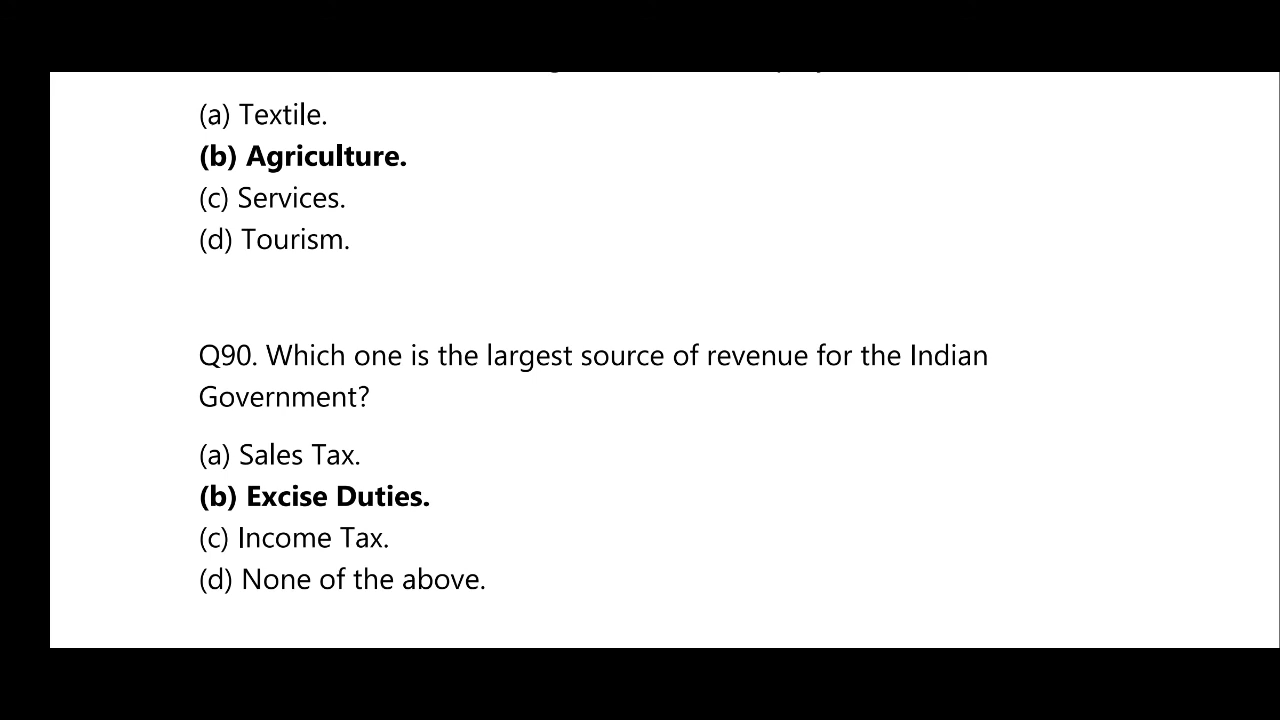 (a) Textile.
(b) Agriculture.
(c) Services.
(d) Tourism.
Q90. Which one is the largest source of revenue for the Indian
Government?
(a) Sales Tax.
(b) Excise Duties.
(c) Income Tax.
(d) None of the above.